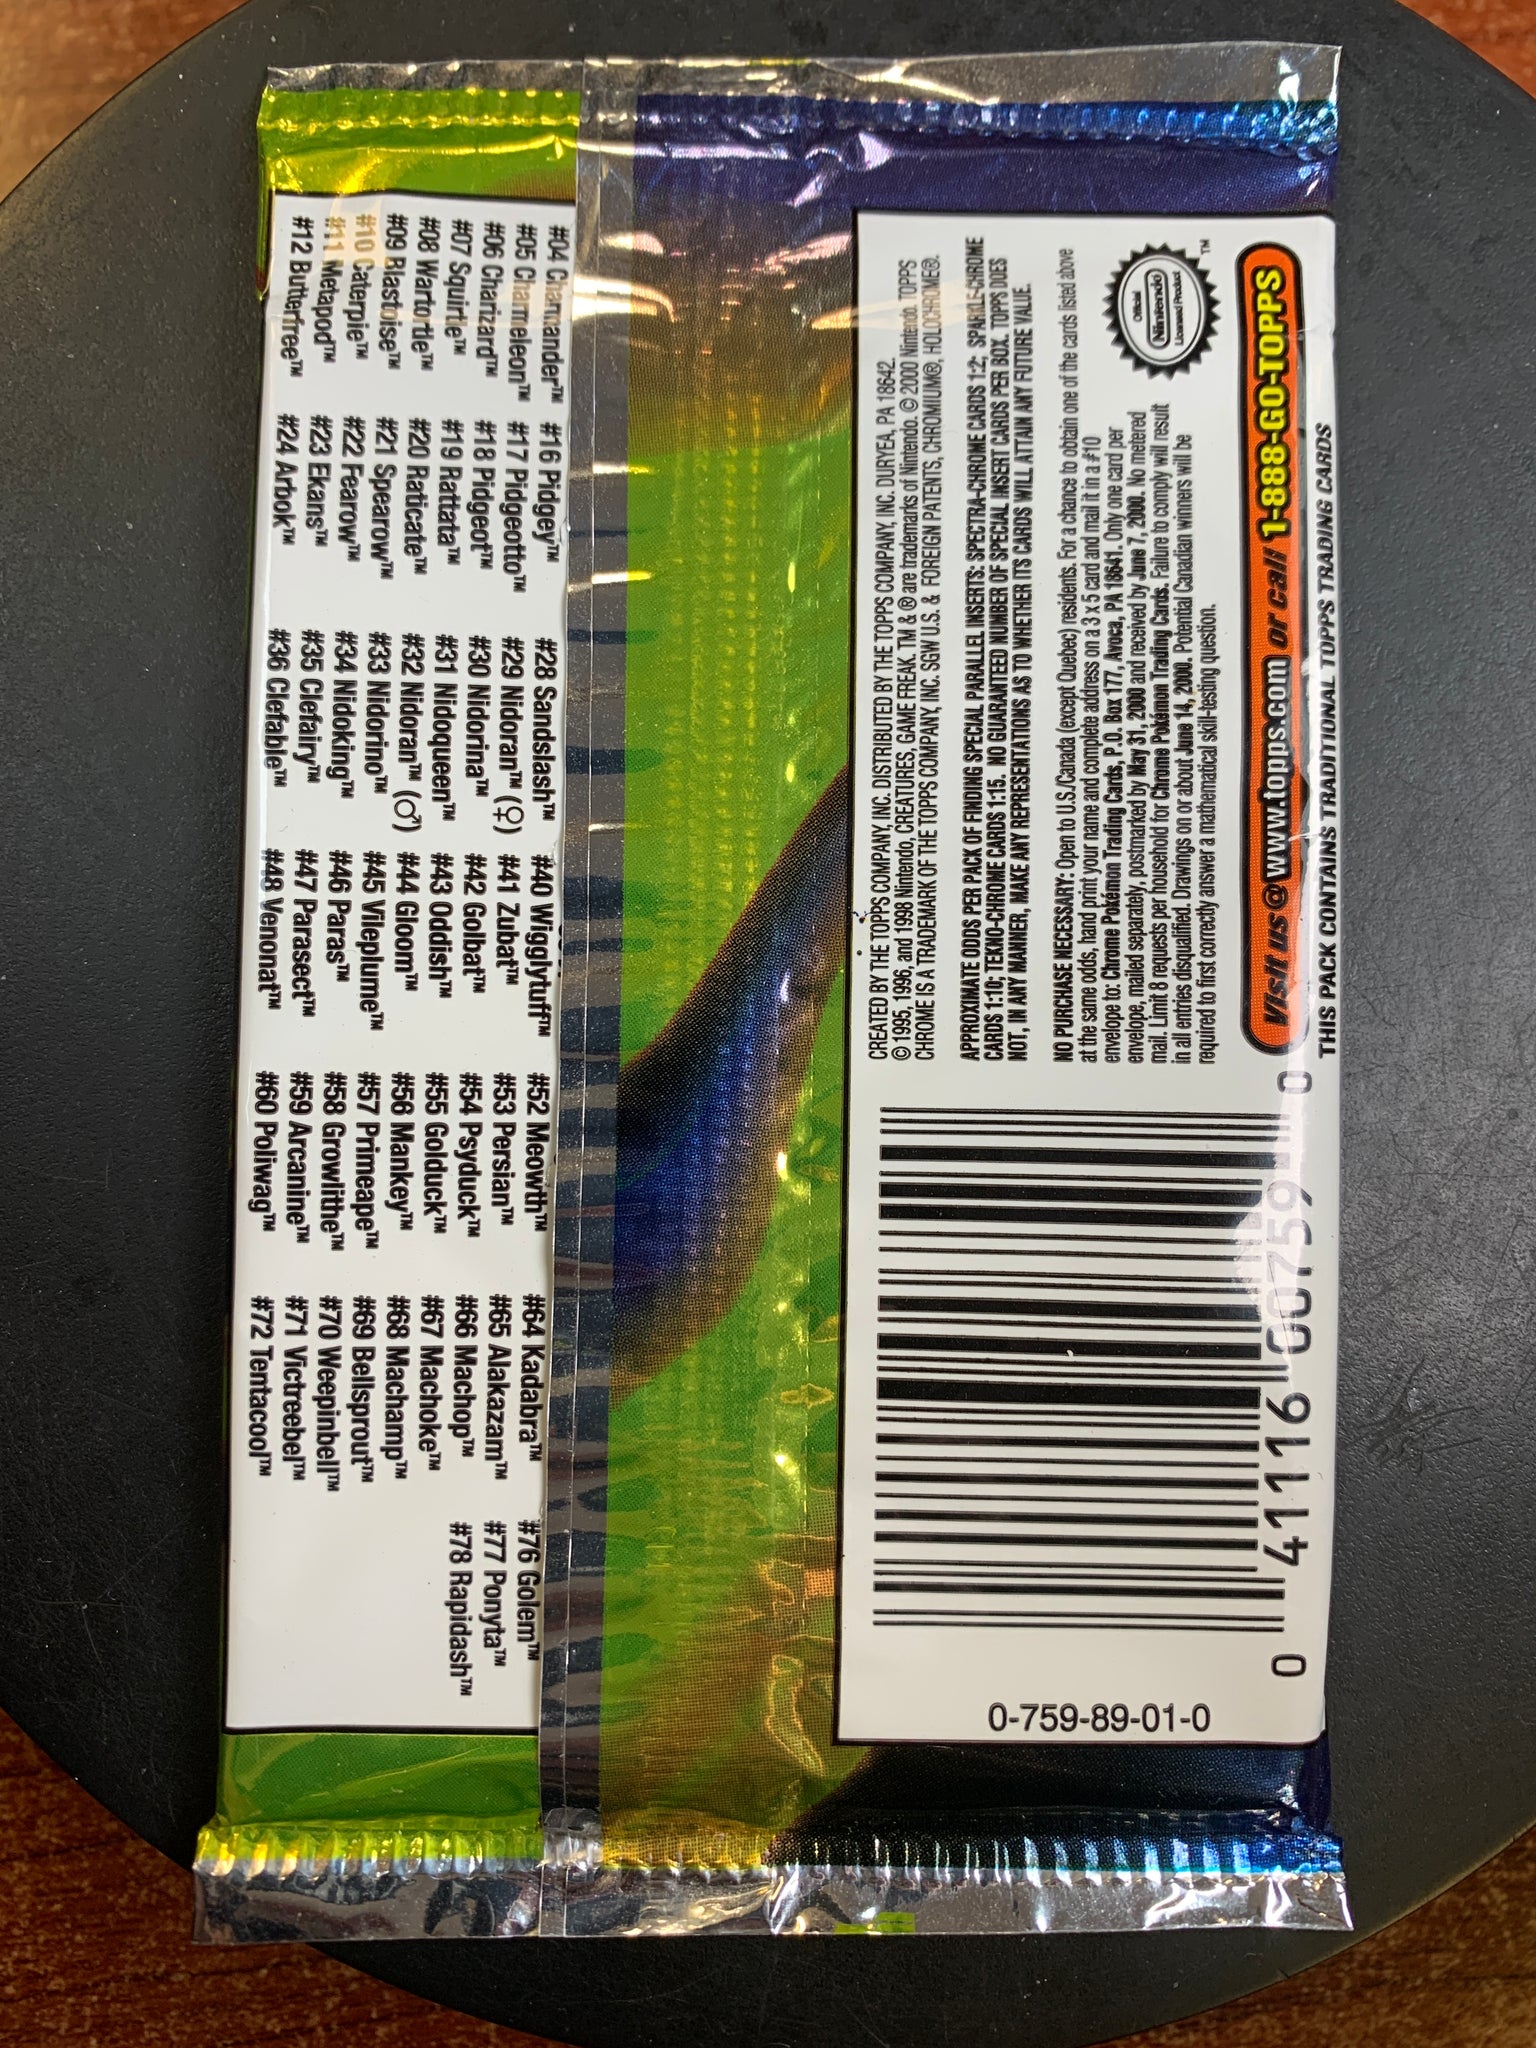 #04 Charmander™
#05 Charmeleon™
#06 Charizard™
#07 Squirtle™
#08 Wartortle™
#09 Blastoise™
#10 Caterpie™
#11 Metapod™
#12 Butterfree™
#16 Pidgey™
#17 Pidgeotto™
#18 Pidgeot™
#19 Rattata™
#20 Raticate™
#21 Spearow™
#22 Fearow™
#23 Ekans™
#24 Arbok™
#28 Sandslash™
#29 Nidoran™ (♀)
#30 Nidorina™
#31 Nidoqueen™
#32 Nidoran™ (♂)
#33 Nidorino™
#34 Nidoking™
#35 Clefairy™
#36 Clefable™
#40 Wigglytuff™
#41 Zubat™
#42 Golbat™
#43 Oddish™
#44 Gloom™
#45 Vileplume™
#46 Paras™
#47 Parasect™
#48 Venonat™
#52 Meowth™
#53 Persian™
#54 Psyduck™
#55 Golduck™
#56 Mankey™
#57 Primeape™
#58 Growlithe™
#59 Arcanine™
#60 Poliwag™
#64 Kadabra™
#65 Alakazam™
#66 Machop™
#67 Machoke™
#68 Machamp™
#69 Bellsprout™
#70 Weepinbell™
#71 Victreebel™
#72 Tentacool™
#76 Golem™
#77 Ponyta™
#78 Rapidash™
CREATED BY THE TOPPS COMPANY, INC. DISTRIBUTED BY THE TOPPS COMPANY, INC. DURYEA, PA 18642.
© 1995, 1996, and 1998 Nintendo, CREATURES, GAME FREAK. TM & ® are trademarks of Nintendo. © 2000 Nintendo. TOPPS
CHROME IS A TRADEMARK OF THE TOPPS COMPANY, INC. SGW U.S. & FOREIGN PATENTS, CHROMIUM®, HOLOCHROME®.
APPROXIMATE ODDS PER PACK OF FINDING SPECIAL PARALLEL INSERTS: SPECTRA-CHROME CARDS 1:2; SPARKLE-CHROME
CARDS 1:10; TEKNO-CHROME CARDS 1:15. NO GUARANTEED NUMBER OF SPECIAL INSERT CARDS PER BOX. TOPPS DOES
NOT, IN ANY MANNER, MAKE ANY REPRESENTATIONS AS TO WHETHER ITS CARDS WILL ATTAIN ANY FUTURE VALUE.
NO PURCHASE NECESSARY: Open to U.S./Canada (except Quebec) residents. For a chance to obtain one of the cards listed above
at the same odds, hand print your name and complete address on a 3 x 5 card and mail it in a #10
envelope to: Chrome Pokémon Trading Cards, P.O. Box 177, Avoca, PA 18641. Only one card per
envelope, mailed separately, postmarked by May 31, 2000 and received by June 7, 2000. No metered
mail. Limit 8 requests per household for Chrome Pokémon Trading Cards. Failure to comply will result
in all entries disqualified. Drawings on or about June 14, 2000. Potential Canadian winners will be
required to first correctly answer a mathematical skill-testing question.
Official
Nintendo
Licensed Product
™
Visit us @ www.topps.com or call 1-888-GO-TOPPS
THIS PACK CONTAINS TRADITIONAL TOPPS TRADING CARDS
0 41116 00759 0
0-759-89-01-0